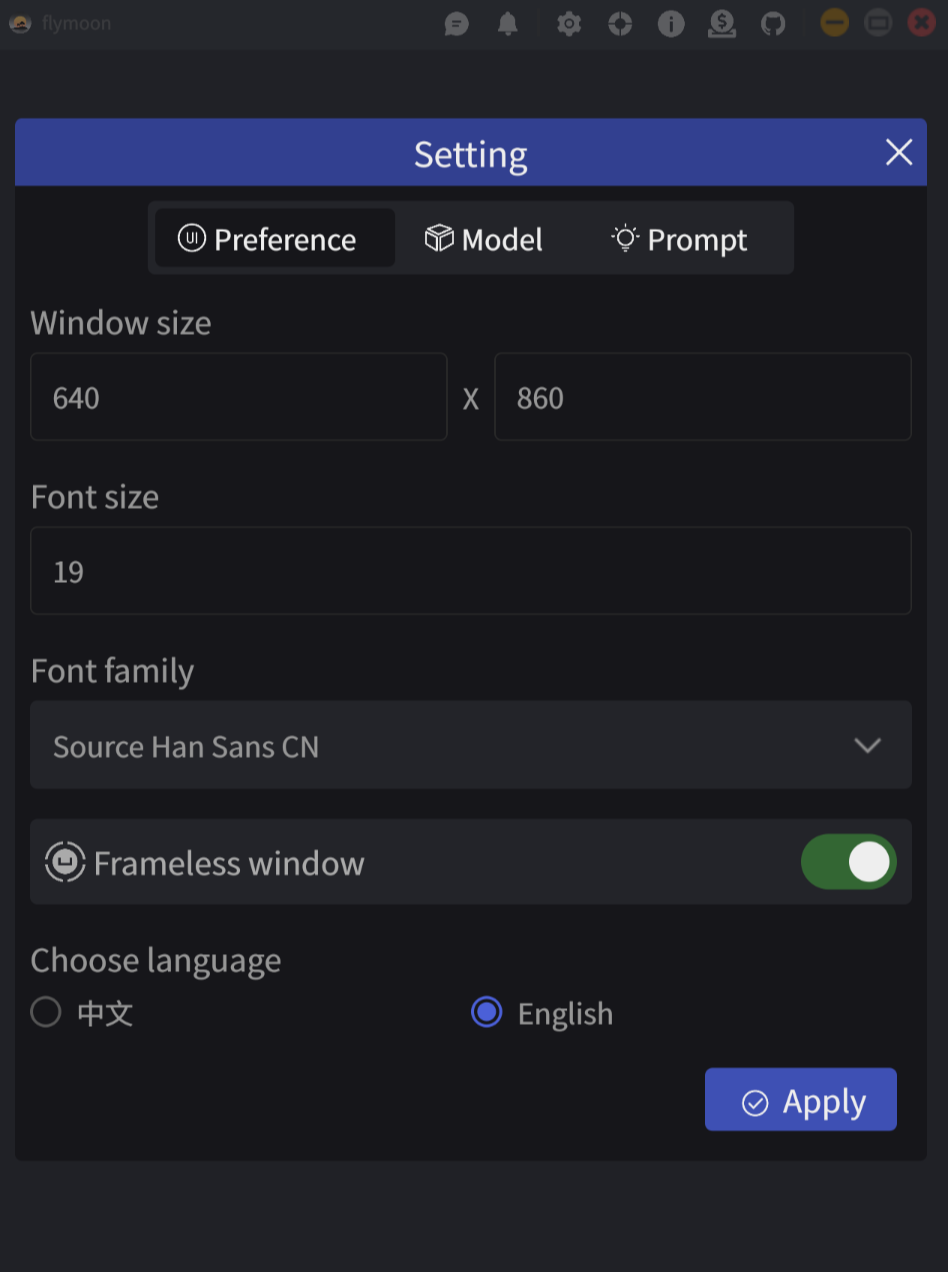 flymoon
Setting
UI Preference Model Prompt
Window size
640 X 860
Font size
19
Font family
Source Han Sans CN
Frameless window
Choose language
中文 English
Apply